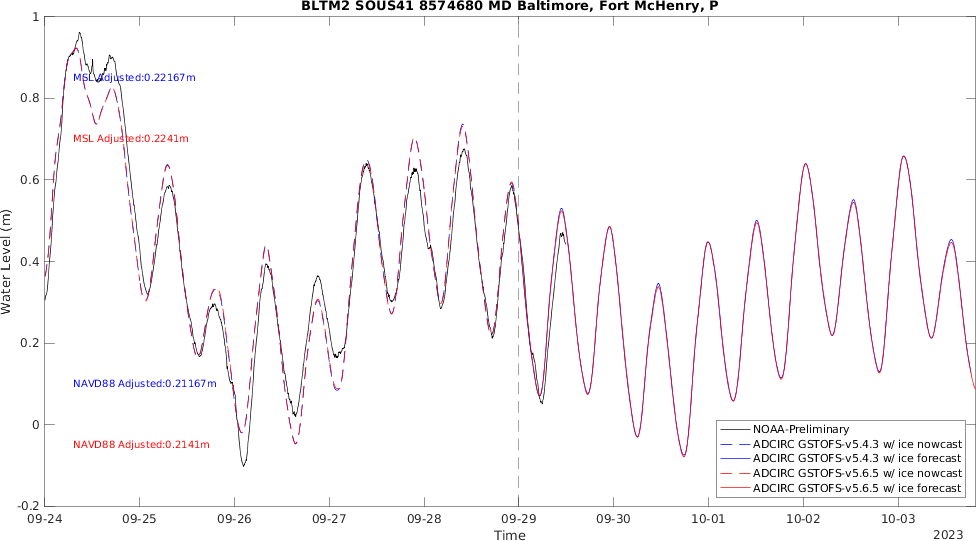 BLTM2 SOUS41 8574680 MD Baltimore, Fort McHenry, P
1
0.8
0.6
0.4
0.2
0
-0.2
Water Level (m)
MSL Adjusted:0.22167m
MSL Adjusted:0.2241m
NAVD88 Adjusted:0.21167m
NAVD88 Adjusted:0.2141m
NOAA-Preliminary
ADCIRC GSTOFS-v5.4.3 w/ ice nowcast
ADCIRC GSTOFS-v5.4.3 w/ ice forecast
ADCIRC GSTOFS-v5.6.5 w/ ice nowcast
ADCIRC GSTOFS-v5.6.5 w/ ice forecast
09-24 09-25 09-26 09-27 09-28 09-29 09-30 10-01 10-02 10-03
Time
2023